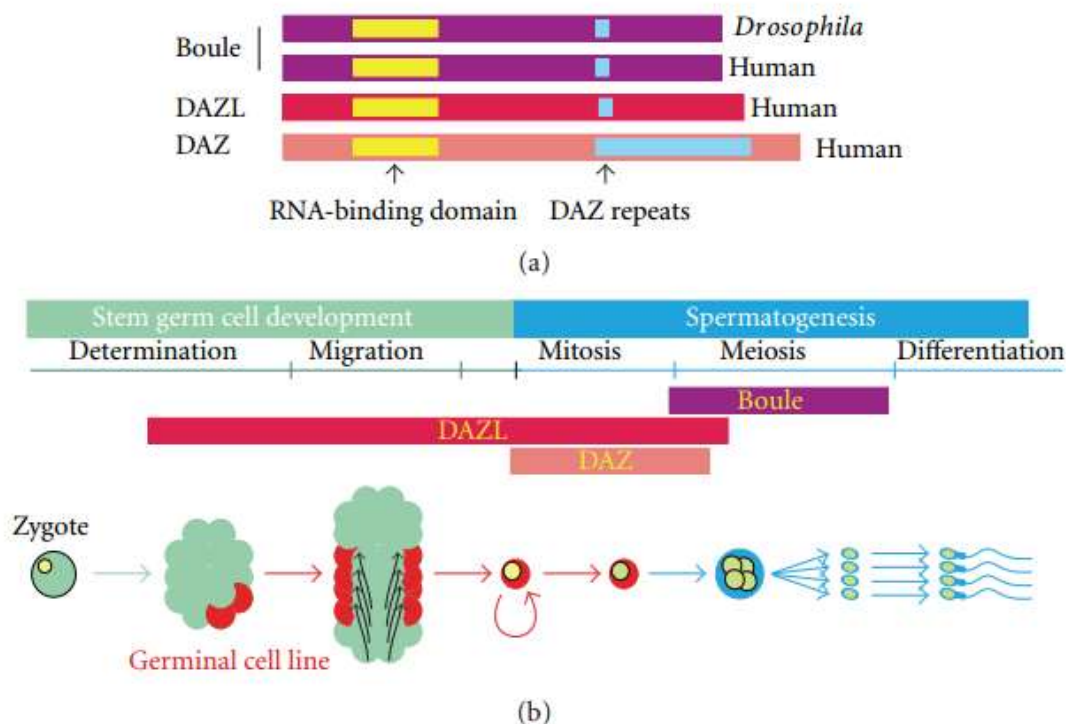 Boule
Drosophila
Human
DAZL
Human
DAZ
Human
RNA-binding domain
DAZ repeats
(a)
Stem germ cell development
Spermatogenesis
Determination
Migration
Mitosis
Meiosis
Differentiation
Boule
DAZL
DAZ
Zygote
Germinal cell line
(b)